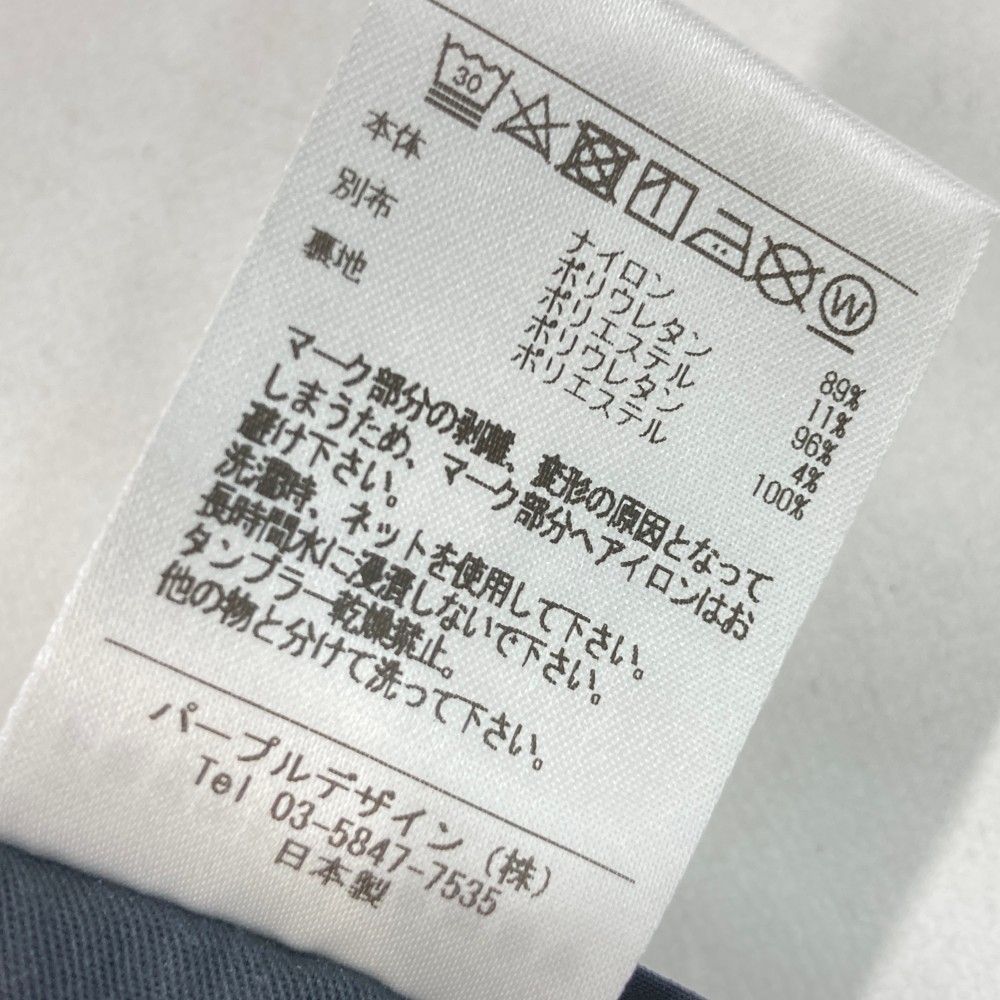 30
W
本体 ナイロン 89%
ポリウレタン 11%
別布 ポリエステル 96%
ポリウレタン 4%
裏地 ポリエステル 100%
マーク部分の剥離、変形の原因となって
しまうため、マーク部分へアイロンはお
避け下さい。
洗濯時、ネットを使用して下さい。
長時間水に浸漬しないで下さい。
タンブラー乾燥禁止。
他の物と分けて洗って下さい。
パープルデザイン(株)
Tel 03-5847-7535
日本製